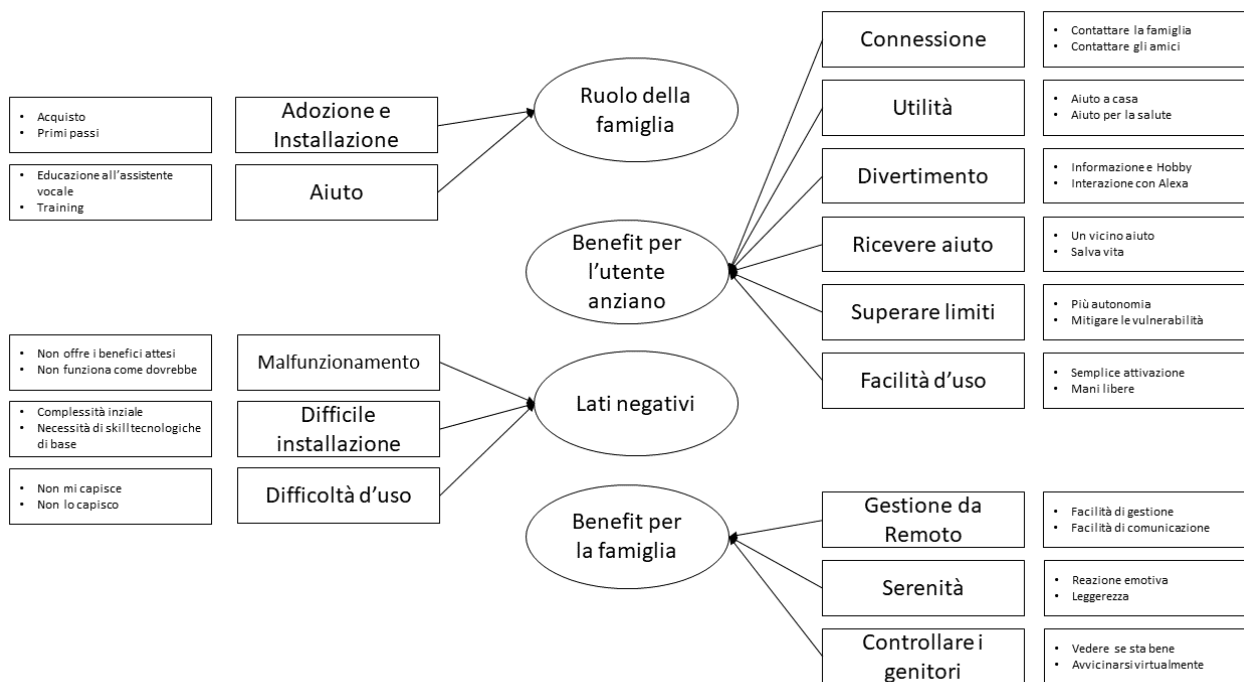 Connessione
• Contattare la famiglia
• Contattare gli amici
Utilità
• Aiuto a casa
• Aiuto per la salute
Divertimento
• Informazione e Hobby
• Interazione con Alexa
Ricevere aiuto
• Un vicino aiuto
• Salva vita
Superare limiti
• Più autonomia
• Mitigare le vulnerabilità
Facilità d'uso
• Semplice attivazione
• Mani libere
Ruolo della
famiglia
Adozione e
Installazione
• Acquisto
• Primi passi
Aiuto
• Educazione all'assistente
vocale
• Training
Benefit per
l'utente
anziano
Malfunzionamento
• Non offre i benefici attesi
• Non funziona come dovrebbe
Difficile
installazione
• Complessità inziale
• Necessità di skill tecnologiche
di base
Difficoltà d'uso
• Non mi capisce
• Non lo capisco
Lati negativi
Benefit per
la famiglia
Gestione da
Remoto
• Facilità di gestione
• Facilità di comunicazione
Serenità
• Reazione emotiva
• Leggerezza
Controllare i
genitori
• Vedere se sta bene
• Avvicinarsi virtualmente